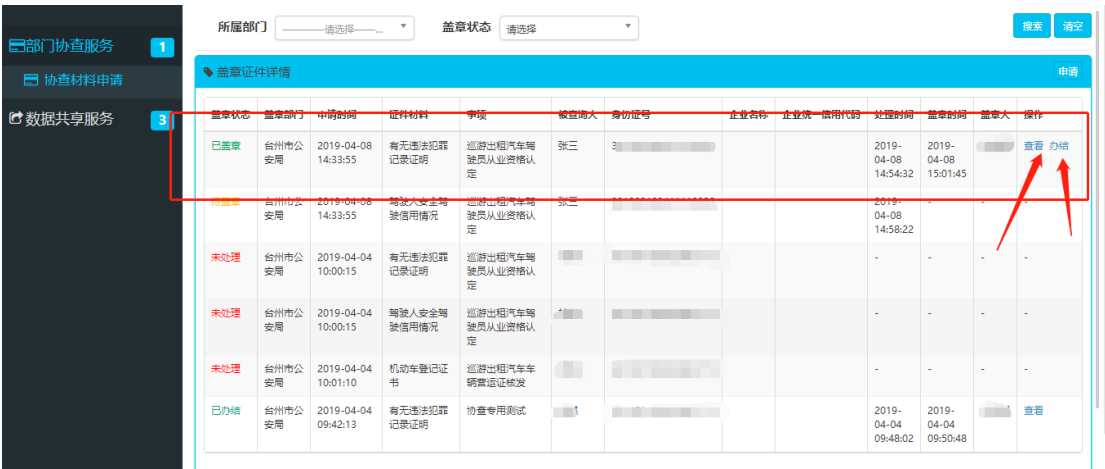 所属部门 ————请选择——... 盖章状态 请选择 搜索 清空
部门协查服务 1
协查材料申请
数据共享服务 3
盖章证件详情 申请
盖章状态 盖章部门 申请时间 证件材料 事项 被查询人 身份证号 企业名称 企业统一信用代码 处理时间 盖章时间 盖章人 操作
已盖章 台州市公 2019-04-08 有无违法犯罪 巡游出租汽车驾 张三 3 2019- 2019- 查看 办结
安局 14:33:55 记录证明 驶员从业资格认 04-08 04-08
定 14:54:32 15:01:45
待盖章 台州市公 2019-04-08 驾驶人安全驾 巡游出租汽车驾 张三 2019- - - -
安局 14:33:55 驶信用情况 驶员从业资格认 04-08
定 14:58:22
未处理 台州市公 2019-04-04 有无违法犯罪 巡游出租汽车驾 - - - -
安局 10:00:15 记录证明 驶员从业资格认
定
未处理 台州市公 2019-04-04 驾驶人安全驾 巡游出租汽车驾 - - - -
安局 10:00:15 驶信用情况 驶员从业资格认
定
未处理 台州市公 2019-04-04 机动车登记证 巡游出租汽车车 - - - -
安局 10:01:10 书 辆营运证核发
已办结 台州市公 2019-04-04 有无违法犯罪 协查专用测试 2019- 2019- 查看
安局 09:42:13 记录证明 04-04 04-04
09:48:02 09:50:48